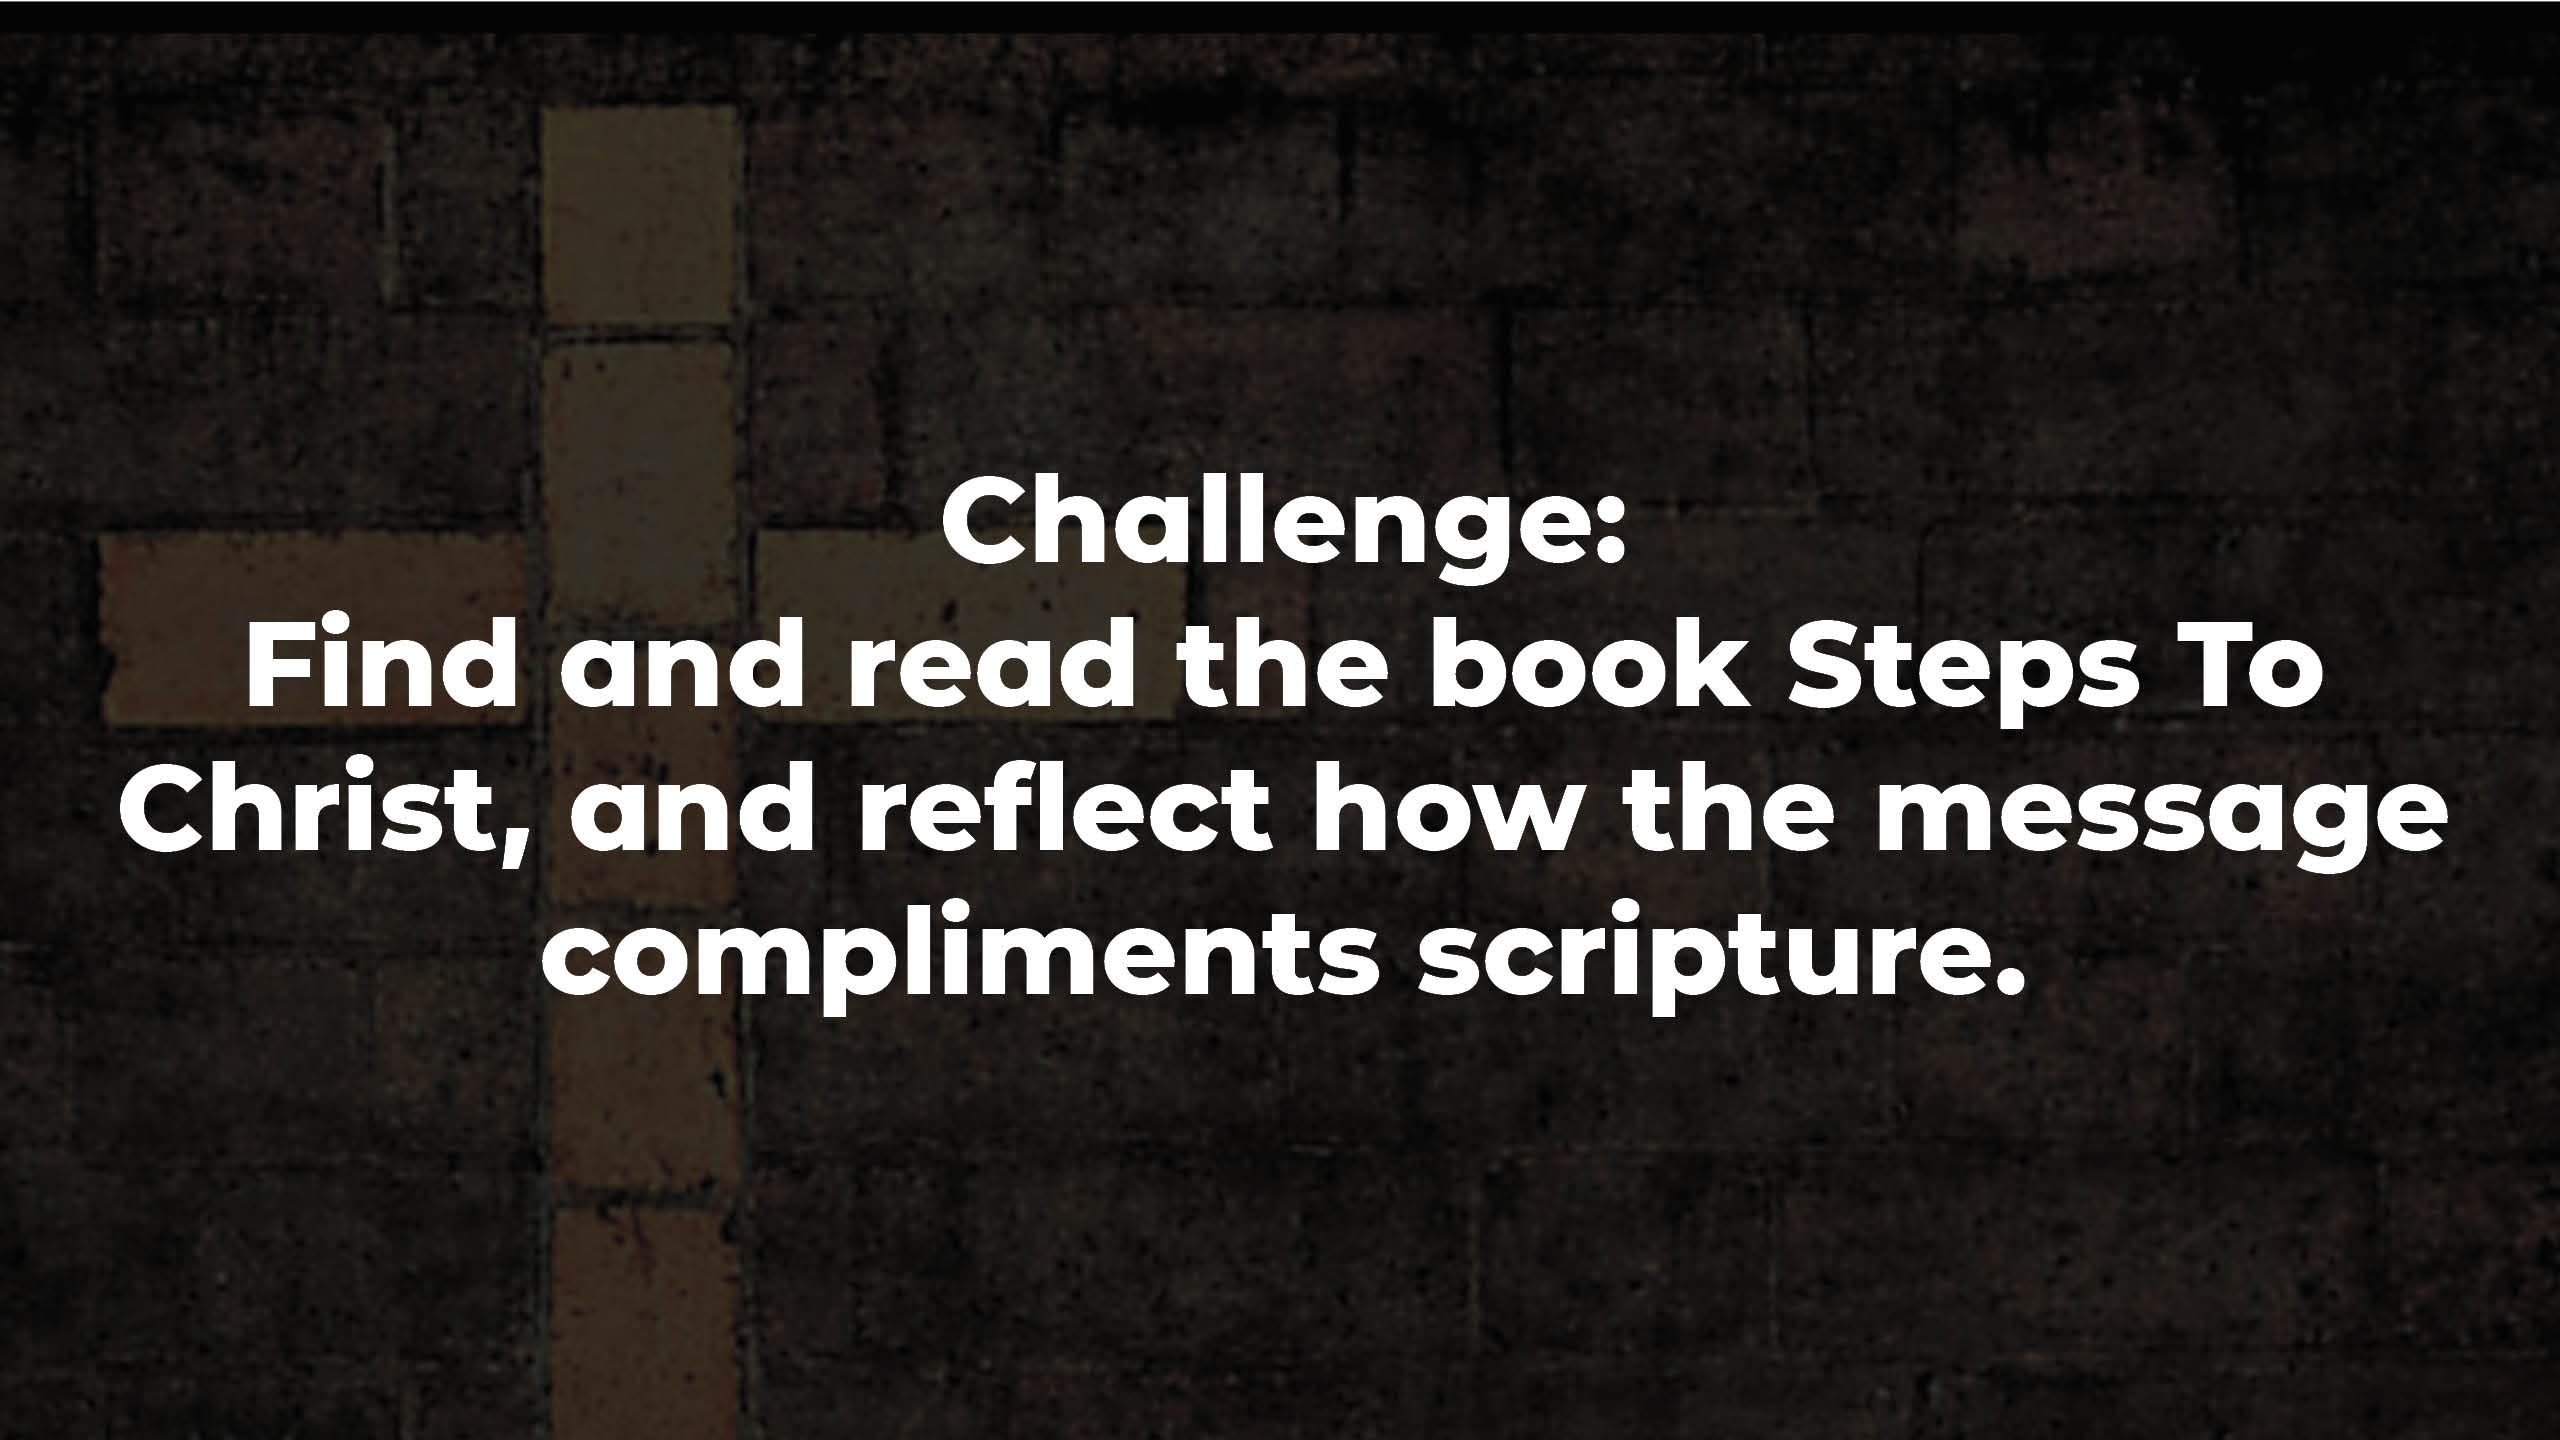 Challenge:
Find and read the book Steps To
Christ, and reflect how the message
compliments scripture.